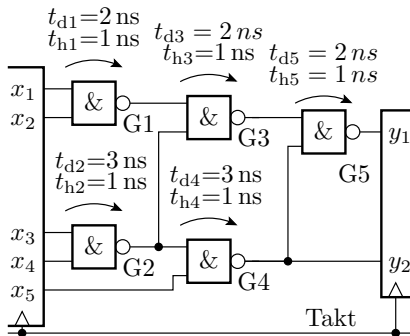 t_d1=2 ns
t_h1=1 ns
t_d3 = 2 ns
t_h3=1 ns
t_d5 = 2 ns
t_h5 = 1 ns
x_1
x_2
&
G1
&
G3
&
G5
y_1
t_d2=3 ns
t_h2=1 ns
t_d4=3 ns
t_h4=1 ns
x_3
x_4
x_5
&
G2
&
G4
y_2
Takt